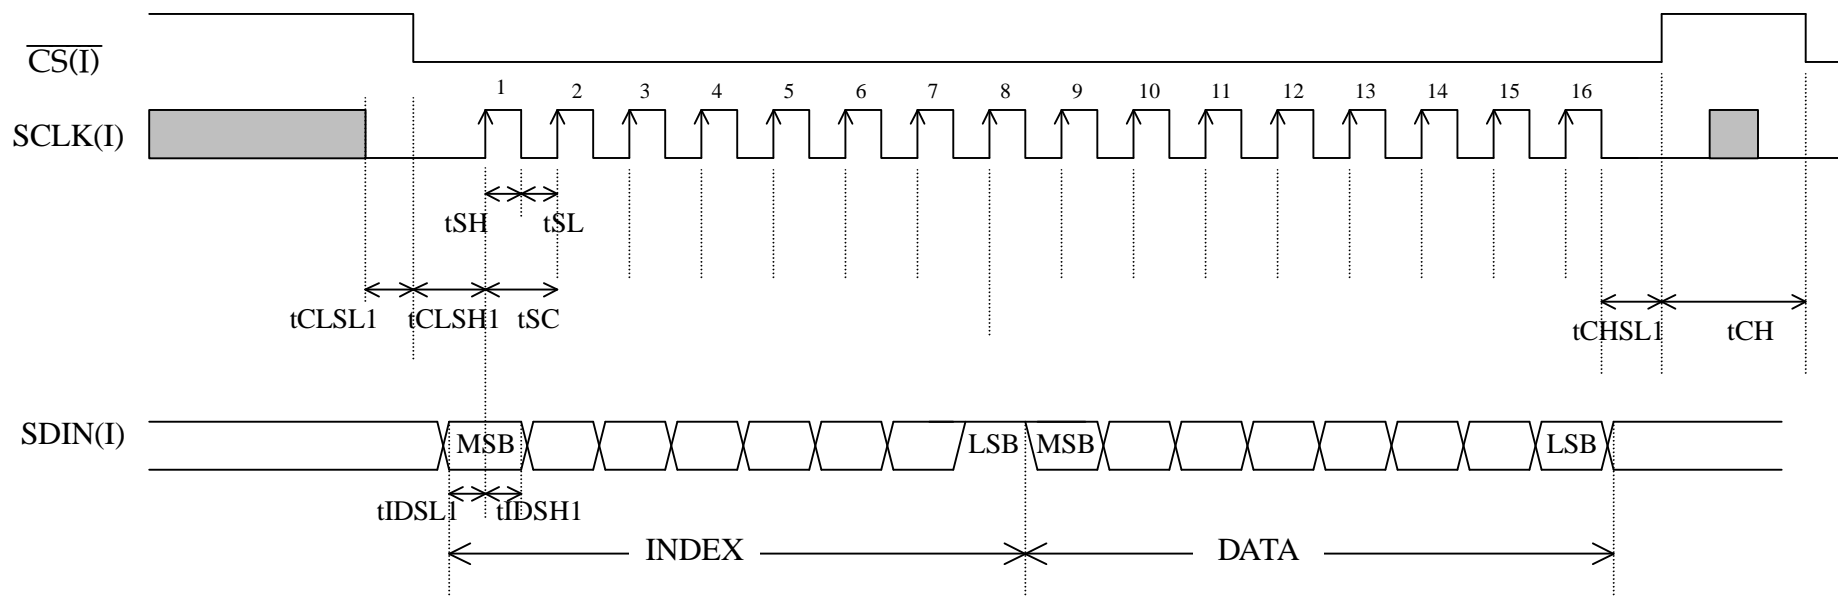 CS(I)
1 2 3 4 5 6 7 8 9 10 11 12 13 14 15 16
SCLK(I)
tSH tSL
tCLSL1 tCLSH1 tSC tCHSL1 tCH
SDIN(I) MSB LSB MSB LSB
tIDSL1 tIDSH1
INDEX DATA